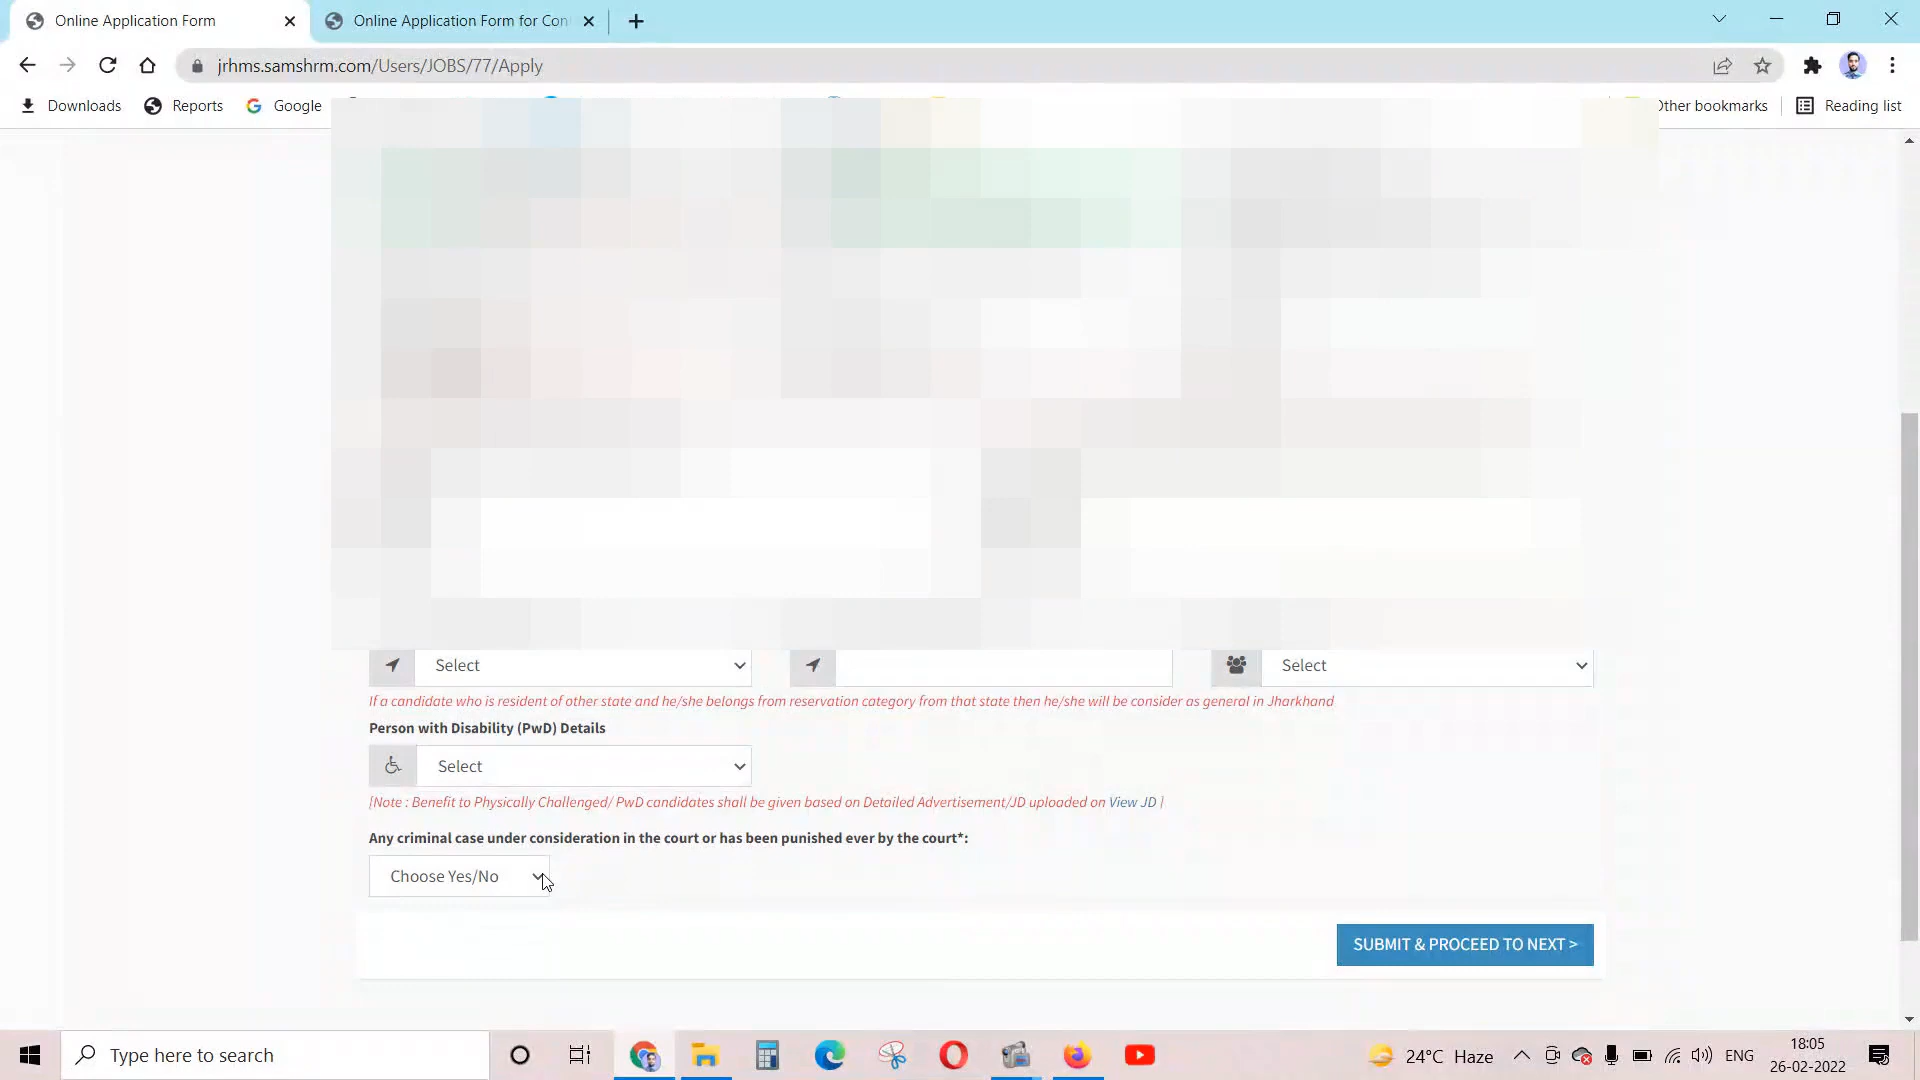 Online Application Form
Online Application Form for Con
jrhms.samshrm.com/Users/JOBS/77/Apply
Downloads
Reports
Google
Other bookmarks
Reading list
Select
Select
If a candidate who is resident of other state and he/she belongs from reservation category from that state then he/she will be consider as general in Jharkhand
Person with Disability (PwD) Details
Select
[Note : Benefit to Physically Challenged/ PwD candidates shall be given based on Detailed Advertisement/JD uploaded on View JD ]
Any criminal case under consideration in the court or has been punished ever by the court*:
Choose Yes/No
SUBMIT & PROCEED TO NEXT >
Type here to search
24°C Haze
ENG
18:05
26-02-2022